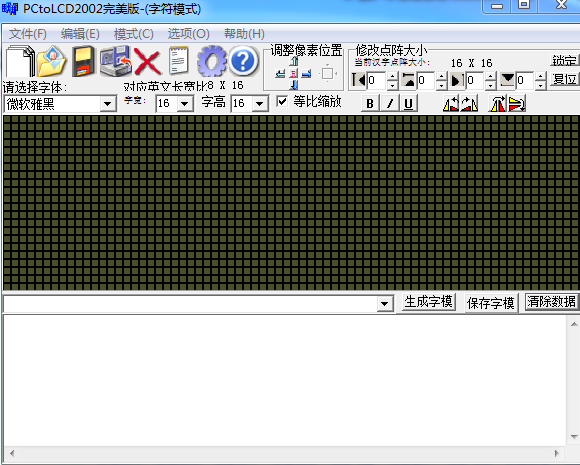 PCtoLCD2002完美版-(字符模式)
文件(F) 编辑(E) 模式(C) 选项(O) 帮助(H)
调整像素位置 修改点阵大小
当前汉字点阵大小: 16 X 16 锁定
0 0 0 0 复位
请选择字体: 对应英文长宽比8 X 16
微软雅黑 字宽: 16 字高 16 等比缩放 B I U
生成字模 保存字模 清除数据